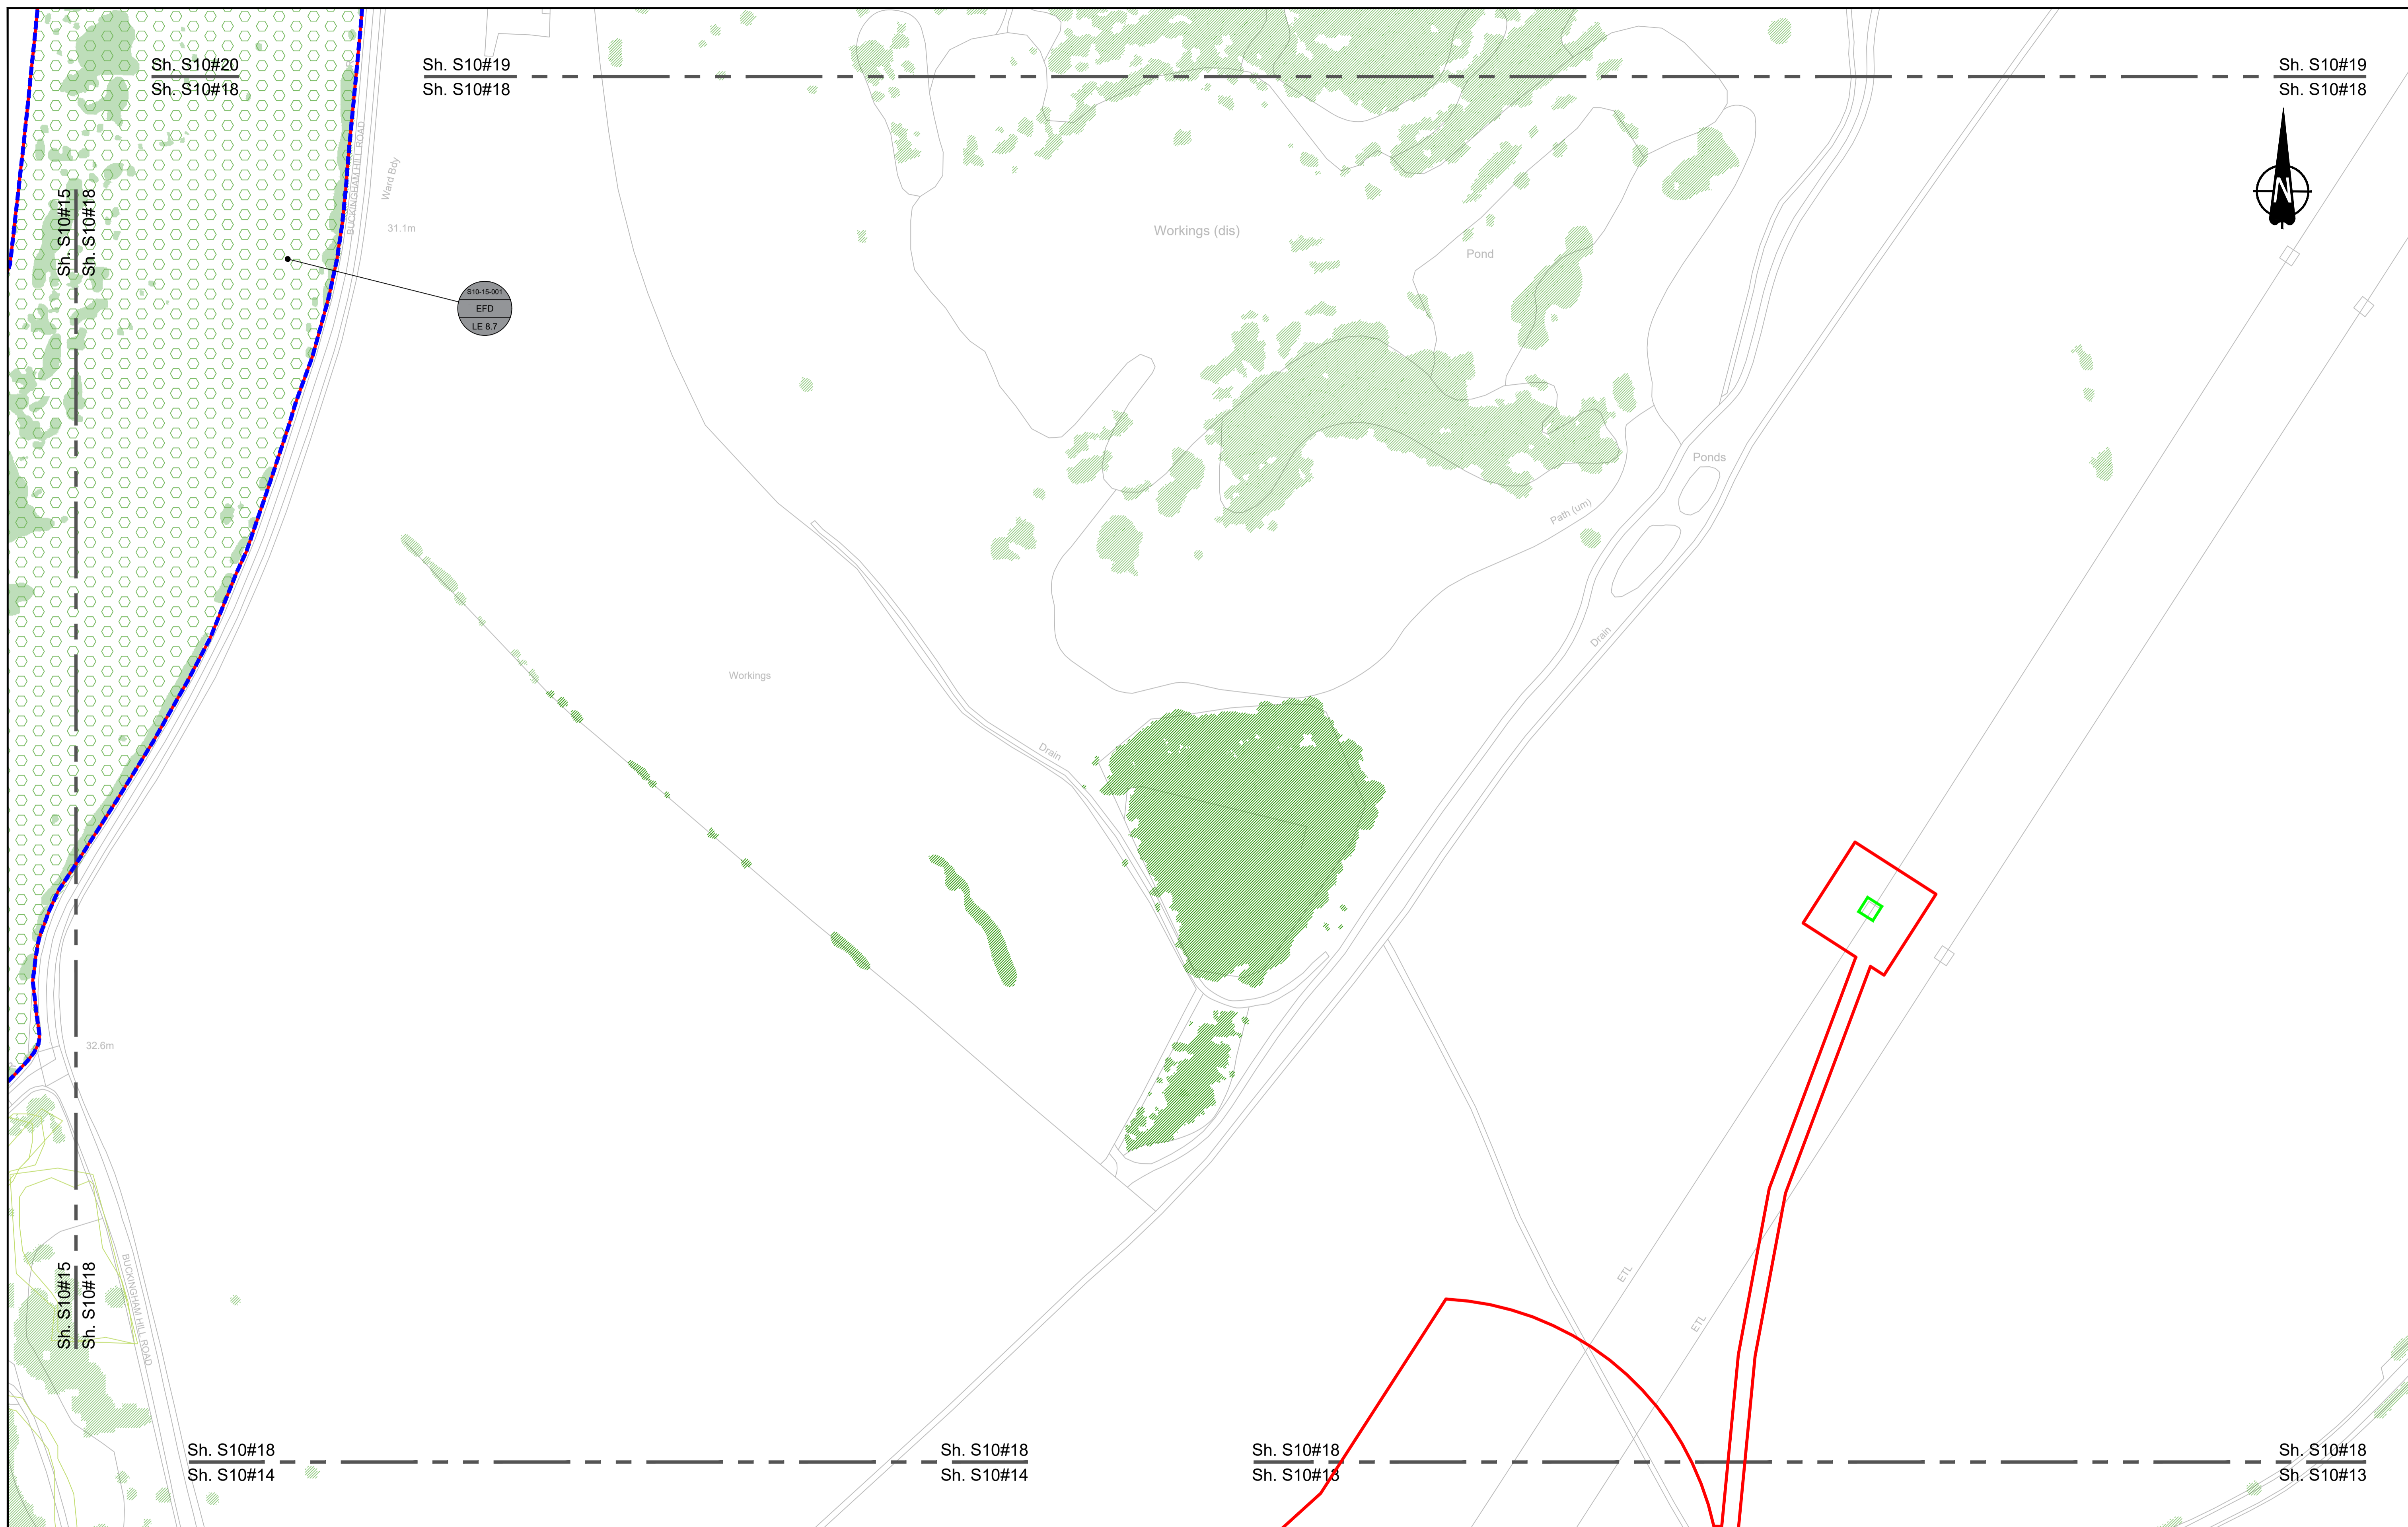 Sh. S10#20
Sh. S10#18
Sh. S10#19
Sh. S10#18
Sh. S10#19
Sh. S10#18
N
BUCKINGHAM HILL ROAD
Ward Bdy
31.1m
Sh. S10#15
Sh. S10#18
S10-15-001
EFD
LE 8.7
Workings (dis)
Pond
Ponds
Path (um)
Drain
Workings
Drain
32.6m
ETL
ETL
Sh. S10#15
Sh. S10#18
BUCKINGHAM HILL ROAD
Sh. S10#18
Sh. S10#14
Sh. S10#18
Sh. S10#14
Sh. S10#18
Sh. S10#13
Sh. S10#18
Sh. S10#13